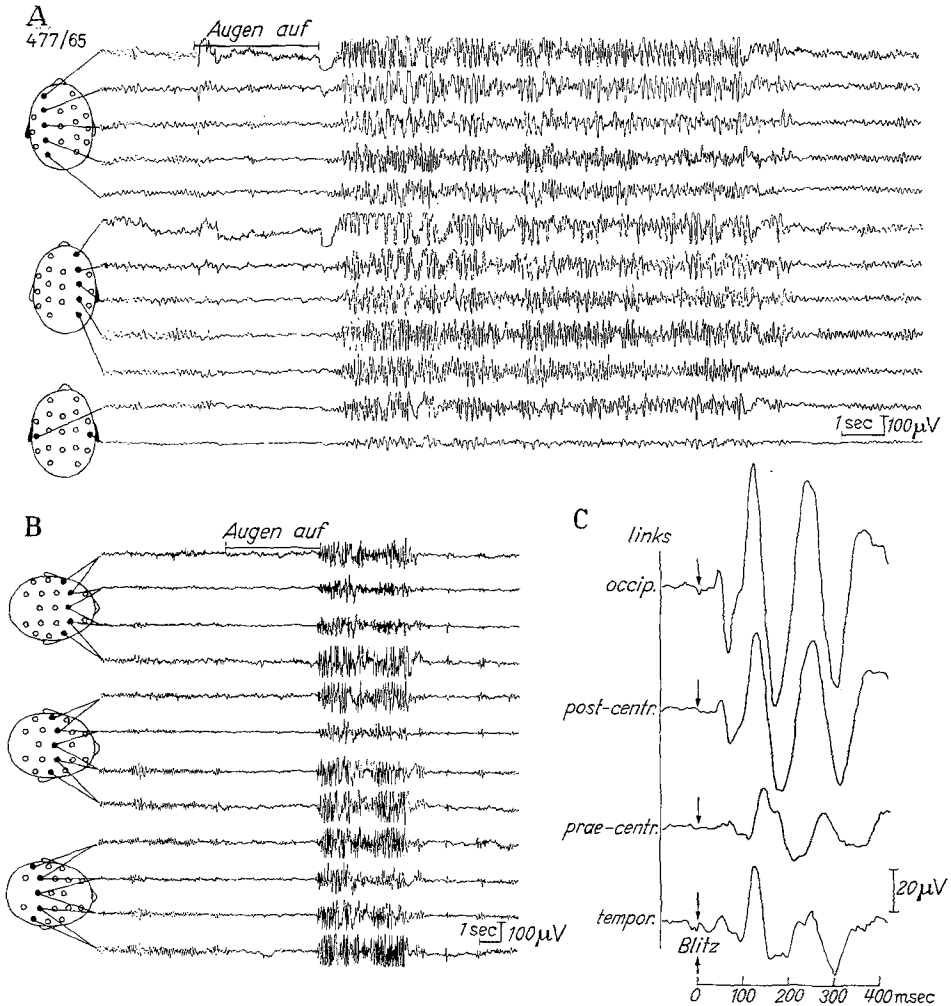 A
477/65
Augen auf
1 sec 100 µV
B
Augen auf
1 sec 100 µV
C
links
occip.
post-centr.
prae-centr.
tempor.
20 µV
Blitz
0 100 200 300 400 msec